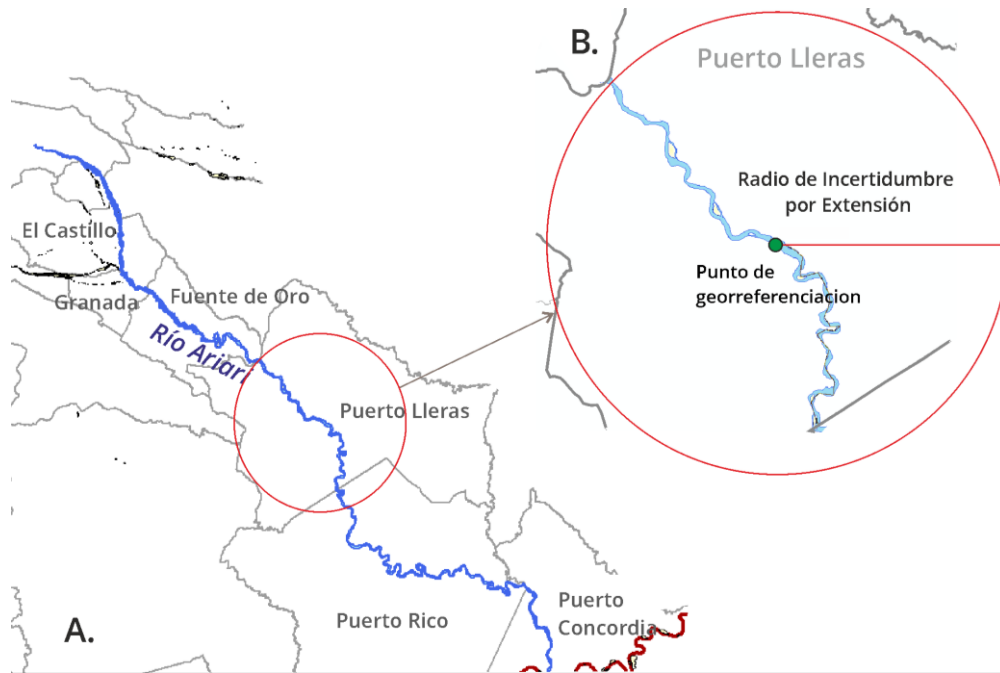 B.
Puerto Lleras
Radio de Incertidumbre
por Extensión
Punto de
georreferenciacion
El Castillo
Granada
Fuente de Oro
Río Ariari
Puerto Lleras
Puerto Rico
Puerto
Concordia
A.